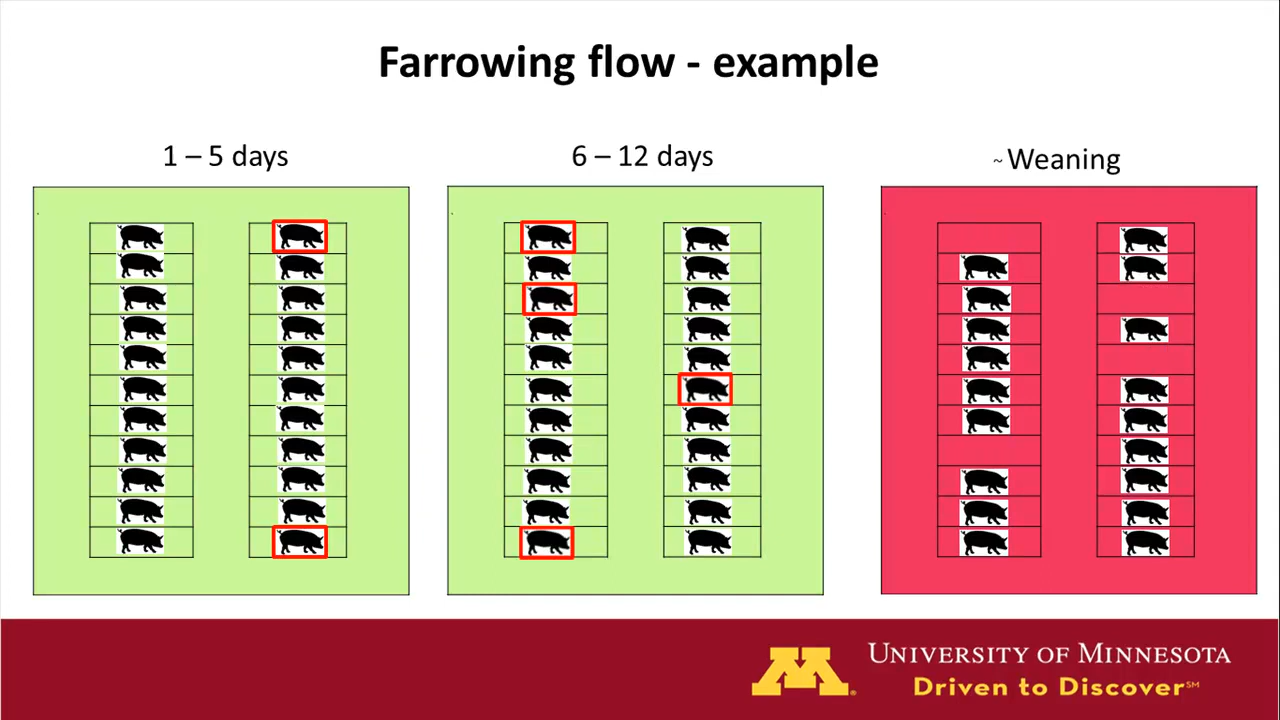 Farrowing flow - example
1 – 5 days
6 – 12 days
~ Weaning
UNIVERSITY OF MINNESOTA
Driven to Discover℠